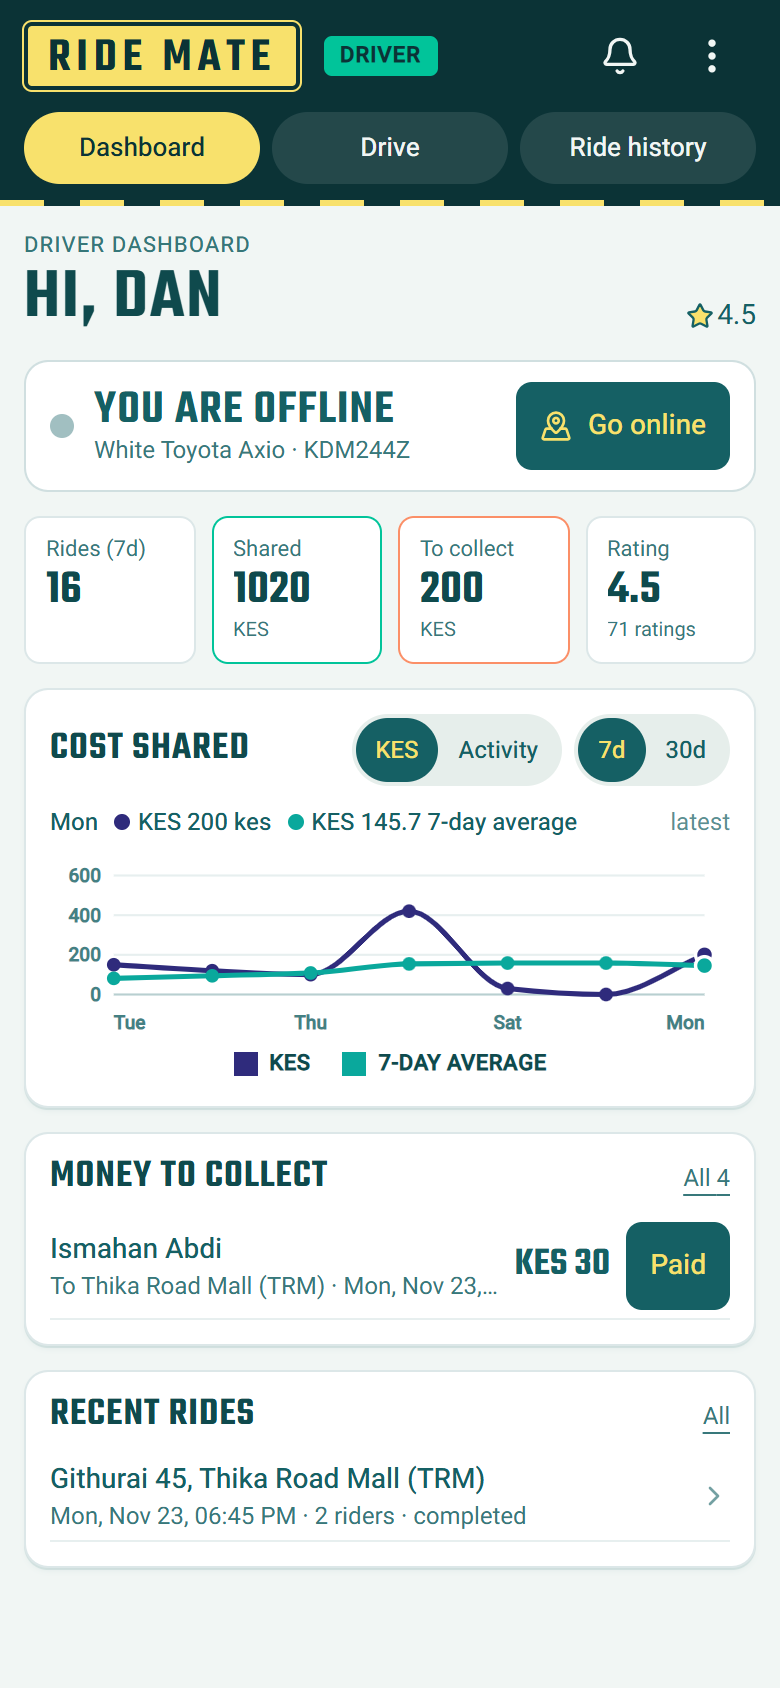 RIDE MATE
DRIVER
Dashboard
Drive
Ride history
DRIVER DASHBOARD
HI, DAN
4.5
YOU ARE OFFLINE
White Toyota Axio · KDM244Z
Go online
Rides (7d)
16
Shared
1020
KES
To collect
200
KES
Rating
4.5
71 ratings
COST SHARED
KES
Activity
7d
30d
Mon
KES 200 kes
KES 145.7 7-day average
latest
600
400
200
0
Tue
Thu
Sat
Mon
KES
7-DAY AVERAGE
MONEY TO COLLECT
All 4
Ismahan Abdi
To Thika Road Mall (TRM) · Mon, Nov 23,...
KES 30
Paid
RECENT RIDES
All
Githurai 45, Thika Road Mall (TRM)
Mon, Nov 23, 06:45 PM · 2 riders · completed